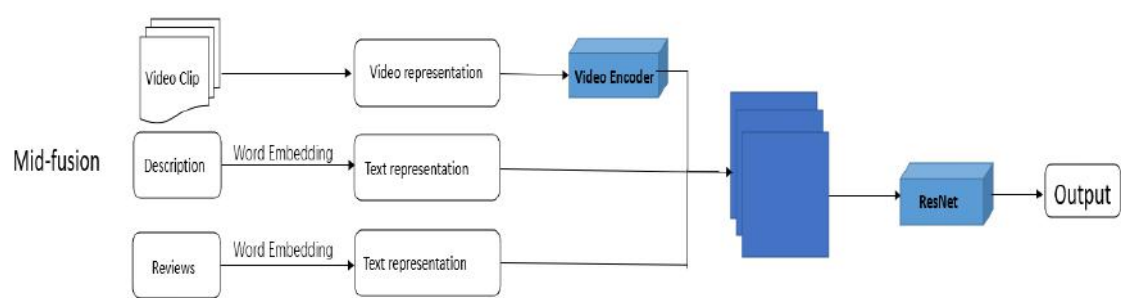 Video Clip
Video representation
Video Encoder
Mid-fusion
Description
Word Embedding
Text representation
ResNet
Output
Reviews
Word Embedding
Text representation